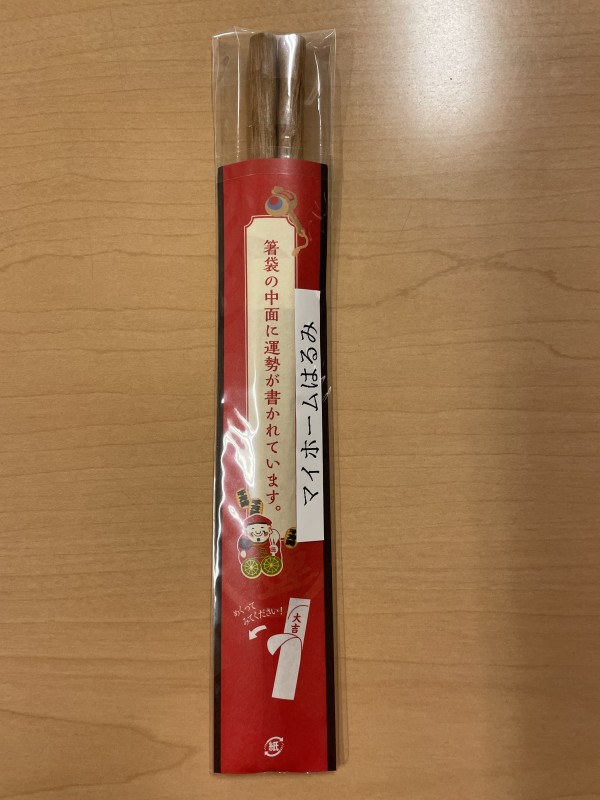 箸袋の中面に運勢が書かれています。
マイホームはるみ
めくって
みてください!
大吉
紙